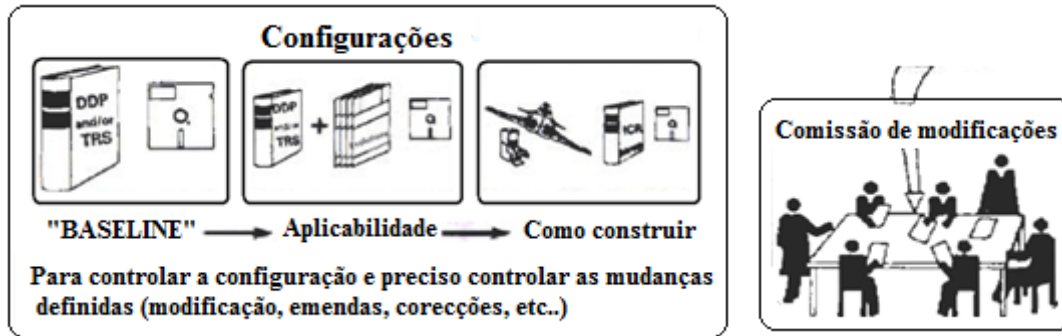 Configurações
DDP
and/or
TRS
DDP
and/or
TRS
+
ICR
"BASELINE"
Aplicabilidade
Como construir
Para controlar a configuração e preciso controlar as mudanças
definidas (modificação, emendas, corecções, etc..)
Comissão de modificações